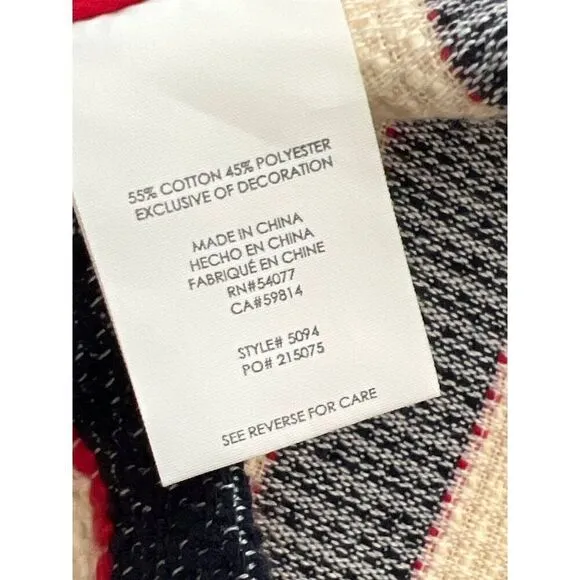 55% COTTON 45% POLYESTER
EXCLUSIVE OF DECORATION
MADE IN CHINA
HECHO EN CHINA
FABRIQUÉ EN CHINE
RN#54077
CA#59814
STYLE# 5094
PO# 215075
SEE REVERSE FOR CARE